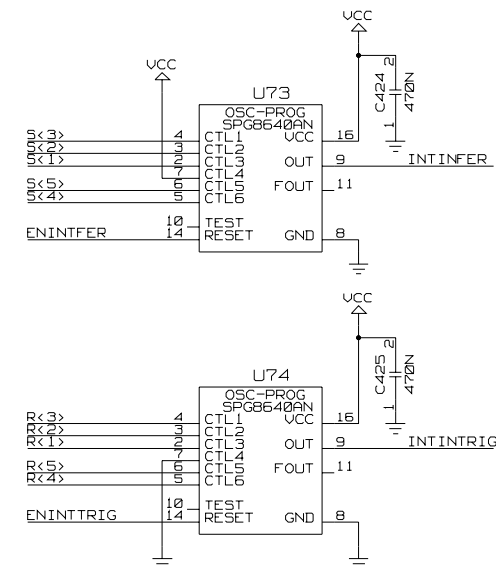 VCC
VCC
U73
OSC-PROG
SPG8640AN
C424
470N
2
1
S<3> 4 CTL1 VCC 16
S<2> 3 CTL2
S<1> 2 CTL3 OUT 9 INTINFER
7 CTL4
S<5> 6 CTL5 FOUT 11
S<4> 5 CTL6
10 TEST
ENINTFER 14 RESET GND 8
VCC
U74
OSC-PROG
SPG8640AN
C425
470N
2
1
R<3> 4 CTL1 VCC 16
R<2> 3 CTL2
R<1> 2 CTL3 OUT 9 INTINTRIG
7 CTL4
R<5> 6 CTL5 FOUT 11
R<4> 5 CTL6
10 TEST
ENINTTRIG 14 RESET GND 8